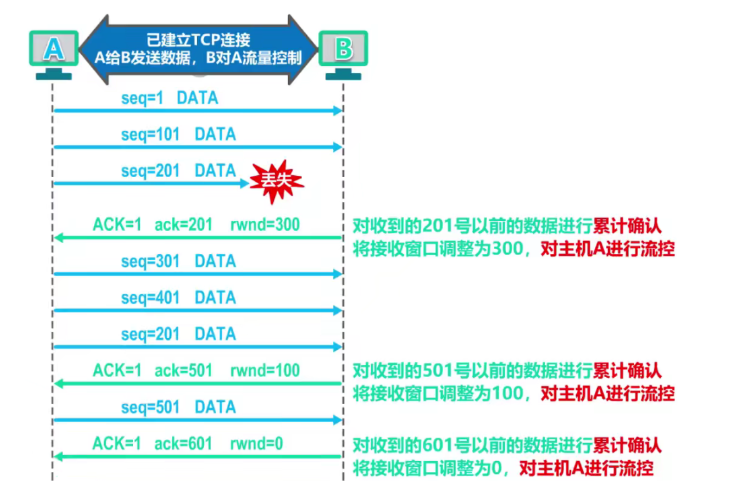 已建立TCP连接
A给B发送数据，B对A流量控制
A
B
seq=1 DATA
seq=101 DATA
seq=201 DATA
丢失
ACK=1 ack=201 rwnd=300
对收到的201号以前的数据进行累计确认
将接收窗口调整为300，对主机A进行流控
seq=301 DATA
seq=401 DATA
seq=201 DATA
ACK=1 ack=501 rwnd=100
对收到的501号以前的数据进行累计确认
将接收窗口调整为100，对主机A进行流控
seq=501 DATA
ACK=1 ack=601 rwnd=0
对收到的601号以前的数据进行累计确认
将接收窗口调整为0，对主机A进行流控